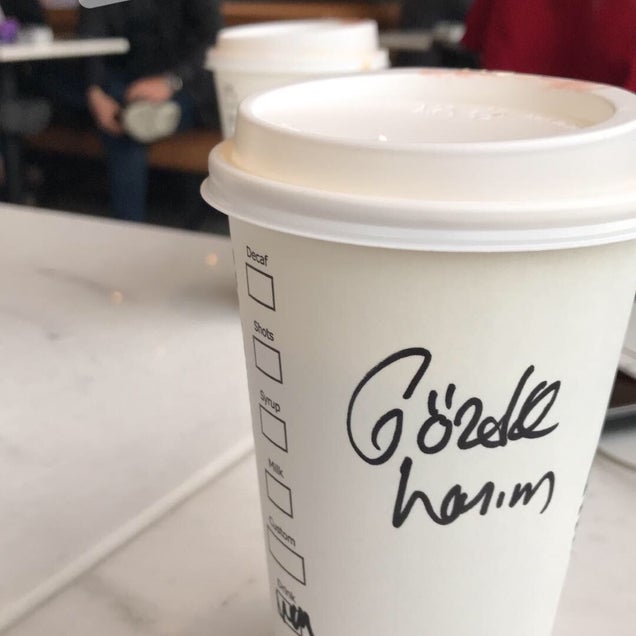 Decaf
Shots
Syrup
Milk
Custom
Drink
Gözde
hanım